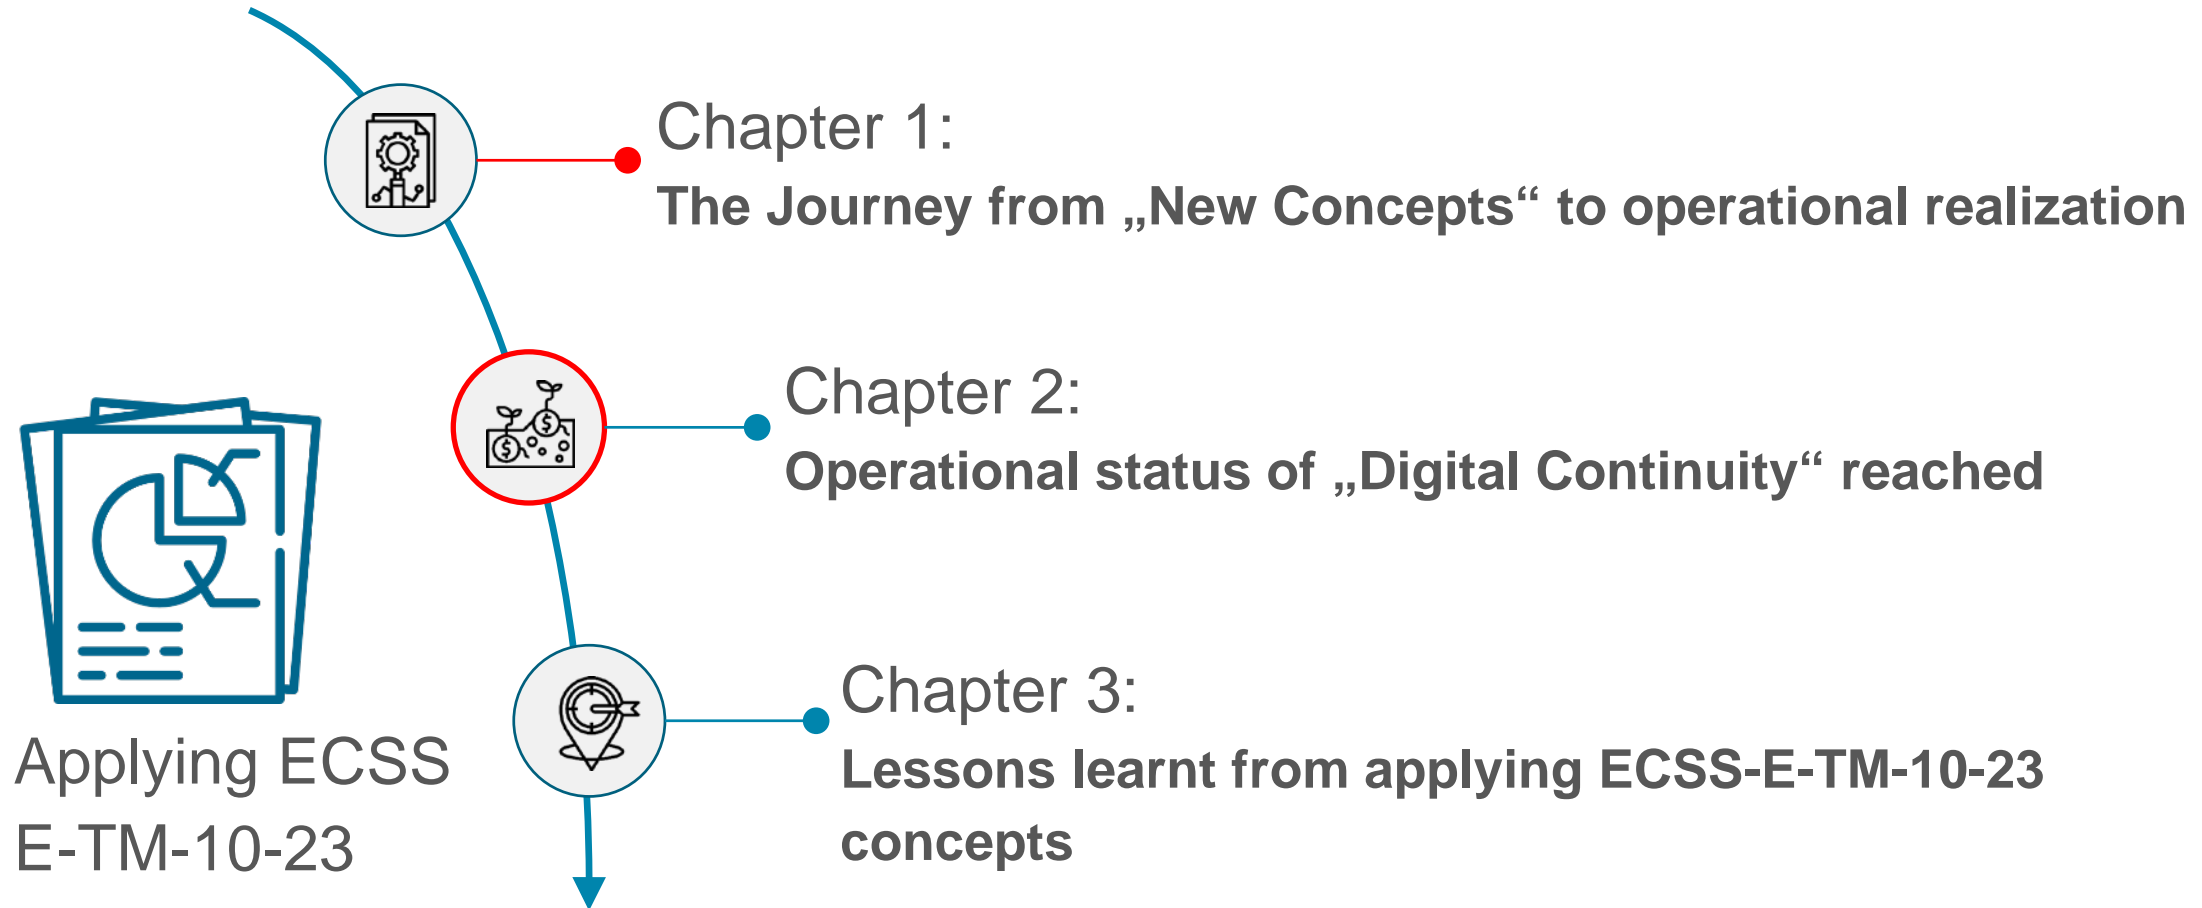 Chapter 1:
The Journey from „New Concepts“ to operational realization
Chapter 2:
Operational status of „Digital Continuity“ reached
Chapter 3:
Lessons learnt from applying ECSS-E-TM-10-23
concepts
Applying ECSS
E-TM-10-23